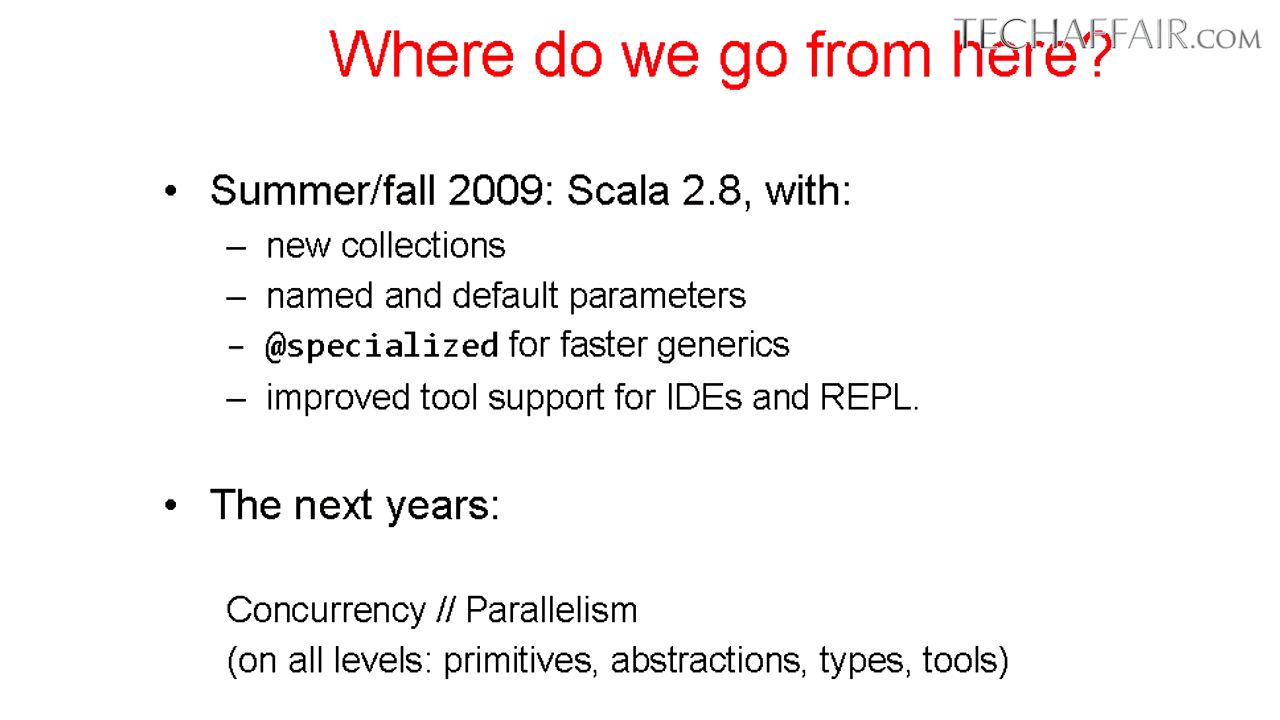 Where do we go from here?
TECHAFFAIR.COM
• Summer/fall 2009: Scala 2.8, with:
– new collections
– named and default parameters
– @specialized for faster generics
– improved tool support for IDEs and REPL.
• The next years:
Concurrency // Parallelism
(on all levels: primitives, abstractions, types, tools)